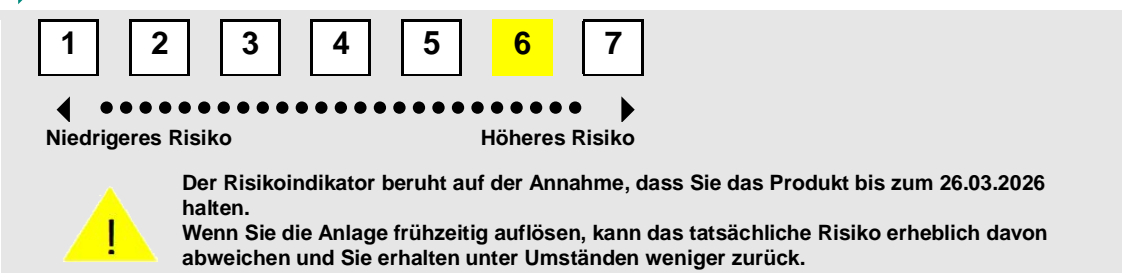 1 2 3 4 5 6 7
Niedrigeres Risiko Höheres Risiko
Der Risikoindikator beruht auf der Annahme, dass Sie das Produkt bis zum 26.03.2026
halten.
Wenn Sie die Anlage frühzeitig auflösen, kann das tatsächliche Risiko erheblich davon
abweichen und Sie erhalten unter Umständen weniger zurück.
!